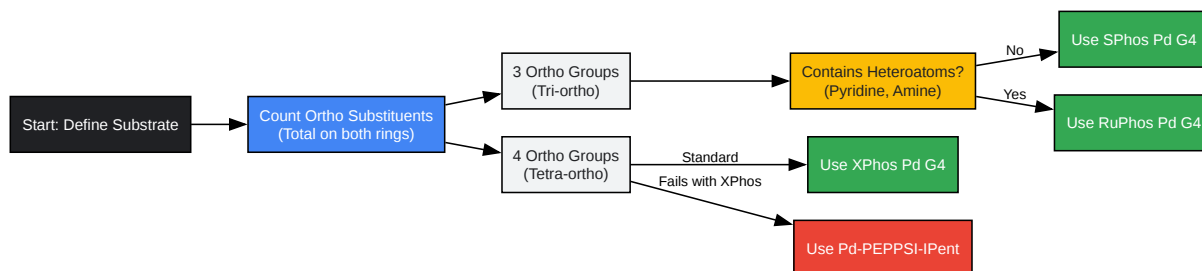 Start: Define Substrate
Count Ortho Substituents
(Total on both rings)
3 Ortho Groups
(Tri-ortho)
4 Ortho Groups
(Tetra-ortho)
Contains Heteroatoms?
(Pyridine, Amine)
No
Yes
Use SPhos Pd G4
Use RuPhos Pd G4
Standard
Fails with XPhos
Use XPhos Pd G4
Use Pd-PEPPSI-IPent